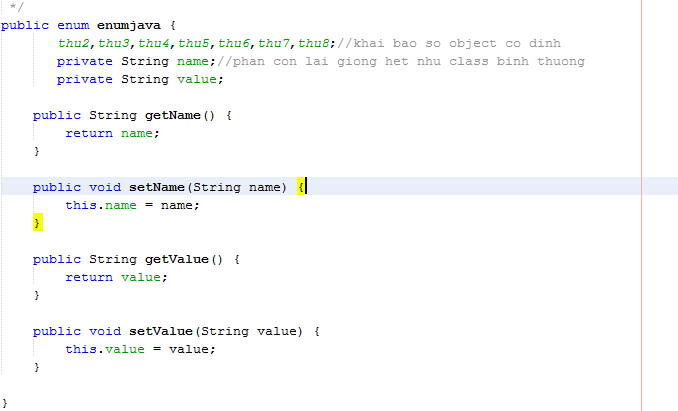 */
public enum enumjava {
thu2,thu3,thu4,thu5,thu6,thu7,thu8;//khai bao so object co dinh
private String name;//phan con lai giong het nhu class binh thuong
private String value;
public String getName() {
return name;
}
public void setName(String name) {
this.name = name;
}
public String getValue() {
return value;
}
public void setValue(String value) {
this.value = value;
}
}